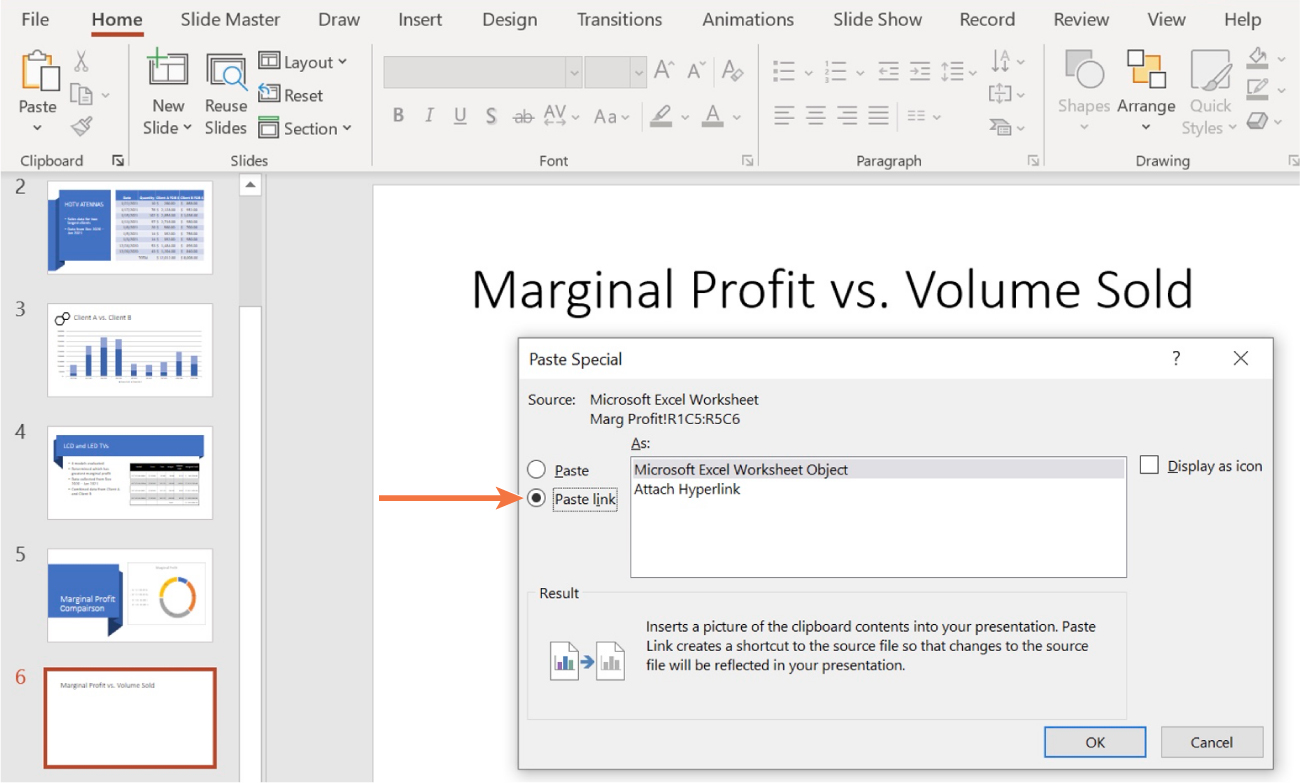 File Home Slide Master Draw Insert Design Transitions Animations Slide Show Record Review View Help
Paste
New
Slide
Reuse
Slides
Layout
Reset
Section
B I U S ab AV Aa A
A A A
Shapes Arrange Quick
Styles
Clipboard Slides Font Paragraph Drawing
2
HDTV ATENNAS
3
Client A vs. Client B
4
LCD and LED TVs
5
Marginal Profit
Compairson
6
Marginal Profit vs. Volume Sold
Marginal Profit vs. Volume Sold
Paste Special ?
Source: Microsoft Excel Worksheet
Marg Profit!R1C5:R5C6
As:
Paste
Paste link
Microsoft Excel Worksheet Object
Attach Hyperlink
Display as icon
Result
Inserts a picture of the clipboard contents into your presentation. Paste
Link creates a shortcut to the source file so that changes to the source
file will be reflected in your presentation.
OK Cancel